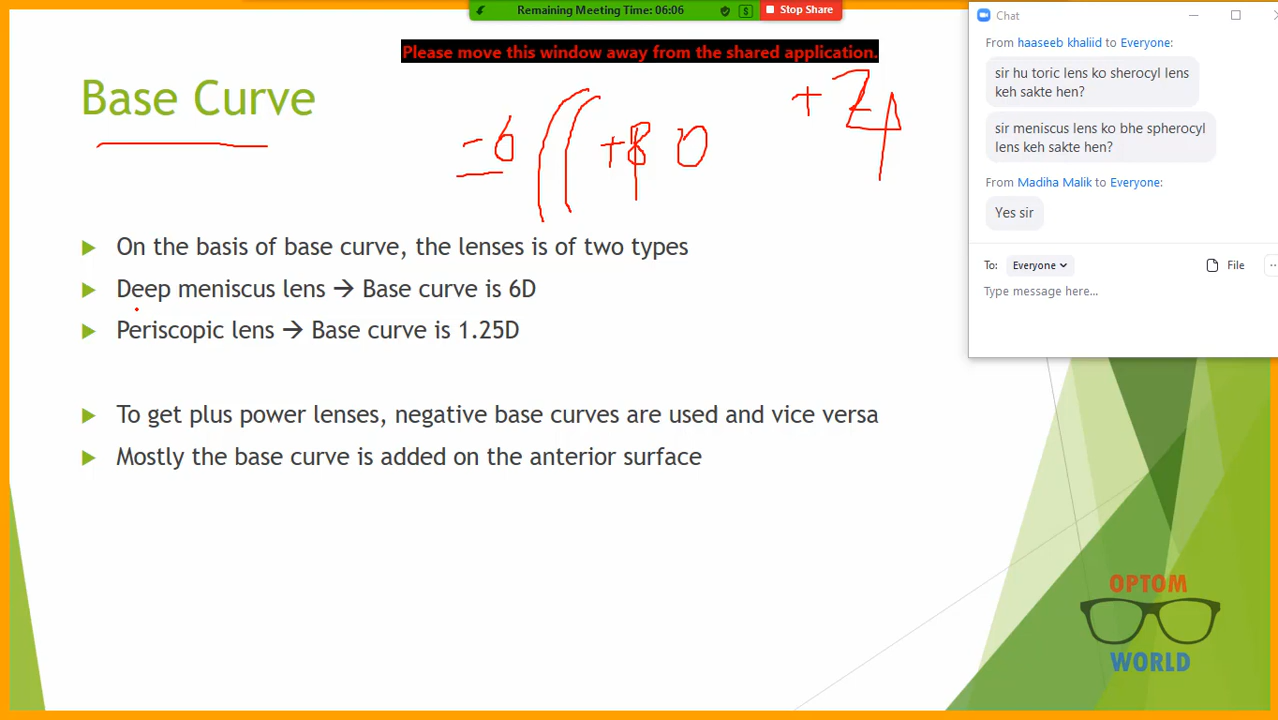 Remaining Meeting Time: 06:06
Stop Share
Please move this window away from the shared application.
Base Curve
-6
+8 0
+2
On the basis of base curve, the lenses is of two types
Deep meniscus lens → Base curve is 6D
Periscopic lens → Base curve is 1.25D
To get plus power lenses, negative base curves are used and vice versa
Mostly the base curve is added on the anterior surface
OPTOM
WORLD
Chat
From haaseeb khaliid to Everyone:
sir hu toric lens ko sherocyl lens
keh sakte hen?
sir meniscus lens ko bhe spherocyl
lens keh sakte hen?
From Madiha Malik to Everyone:
Yes sir
To: Everyone
File
Type message here...